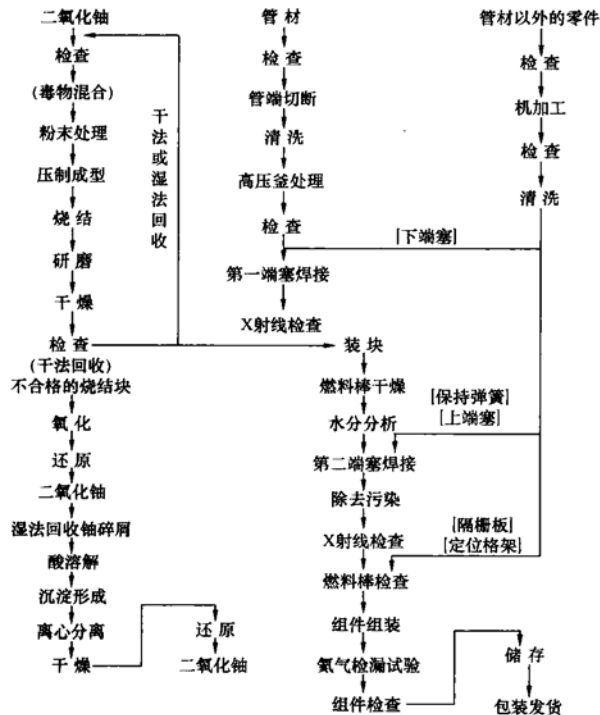 二氧化铀
检查
(毒物混合)
粉末处理
压制成型
烧结
研磨
干燥
检查
(干法回收)
不合格的烧结块
氧化
还原
二氧化铀
湿法回收铀碎屑
酸溶解
沉淀形成
离心分离
干燥
还原
二氧化铀
干法或湿法回收
管材
检查
管端切断
清洗
高压釜处理
检查
第一端塞焊接
X射线检查
装块
燃料棒干燥
水分分析
第二端塞焊接
除去污染
X射线检查
燃料棒检查
组件组装
氦气检漏试验
组件检查
储存
包装发货
管材以外的零件
检查
机加工
检查
清洗
[下端塞]
[保持弹簧]
[上端塞]
[隔栅板]
[定位格架]